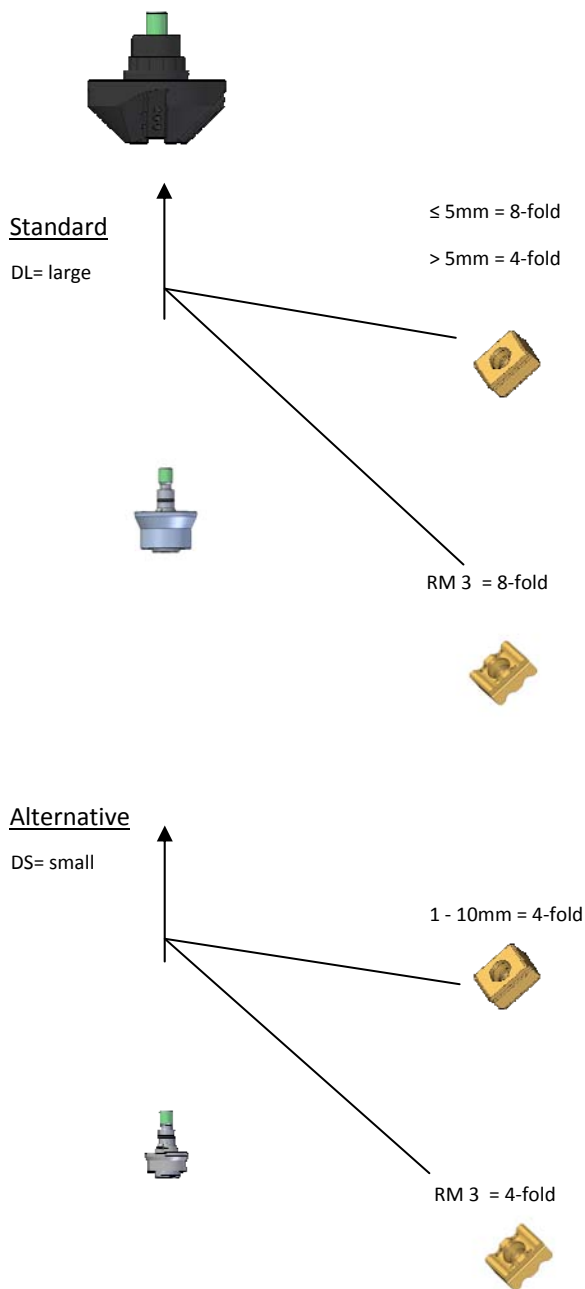 Standard
DL= large
≤ 5mm = 8-fold
> 5mm = 4-fold
RM 3  = 8-fold
Alternative
DS= small
1 - 10mm = 4-fold
RM 3  = 4-fold